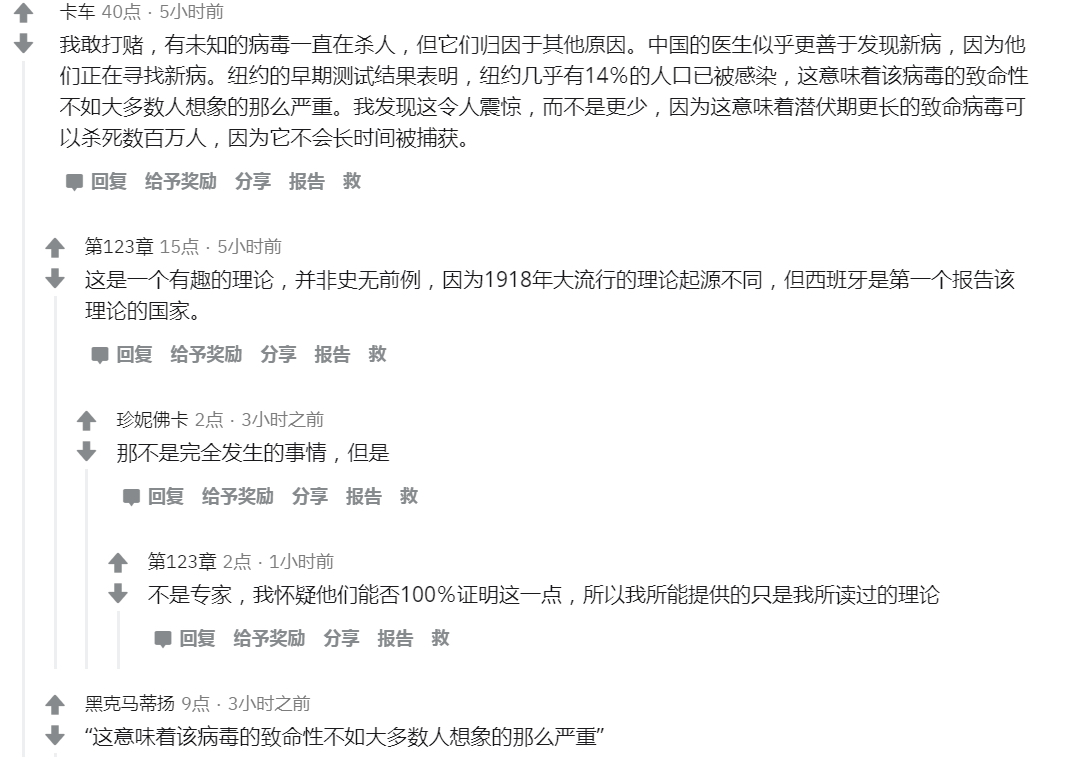 卡车 40点 · 5小时前
我敢打赌，有未知的病毒一直在杀人，但它们归因于其他原因。中国的医生似乎更善于发现新病，因为他
们正在寻找新病。纽约的早期测试结果表明，纽约几乎有14％的人口已被感染，这意味着该病毒的致命性
不如大多数人想象的那么严重。我发现这令人震惊，而不是更少，因为这意味着潜伏期更长的致命病毒可
以杀死数百万人，因为它不会长时间被捕获。
回复 给予奖励 分享 报告 救
第123章 15点 · 5小时前
这是一个有趣的理论，并非史无前例，因为1918年大流行的理论起源不同，但西班牙是第一个报告该
理论的国家。
回复 给予奖励 分享 报告 救
珍妮佛卡 2点 · 3小时之前
那不是完全发生的事情，但是
回复 给予奖励 分享 报告 救
第123章 2点 · 1小时前
不是专家，我怀疑他们能否100％证明这一点，所以我所能提供的只是我所读过的理论
回复 给予奖励 分享 报告 救
黑克马蒂扬 9点 · 3小时之前
“这意味着该病毒的致命性不如大多数人想象的那么严重”